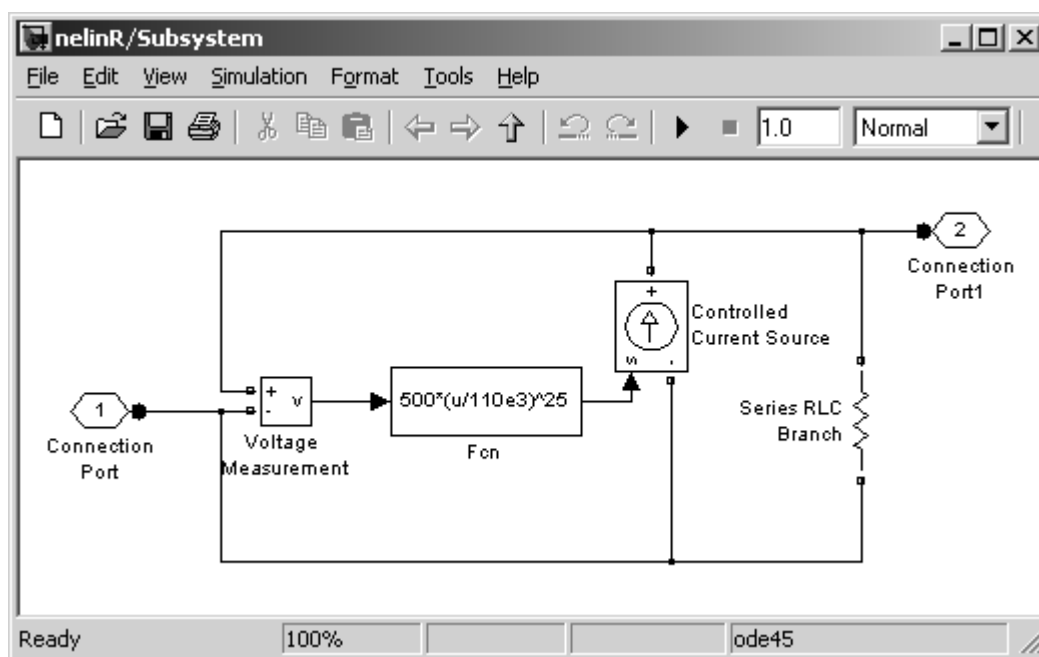 nelinR/Subsystem
File Edit View Simulation Format Tools Help
1.0 Normal
2
Connection
Port1
+
Controlled
Current Source
s -
1
Connection
Port
+
-
v
Voltage
Measurement
500*(u/110e3)^25
Fcn
Series RLC
Branch
Ready 100% ode45